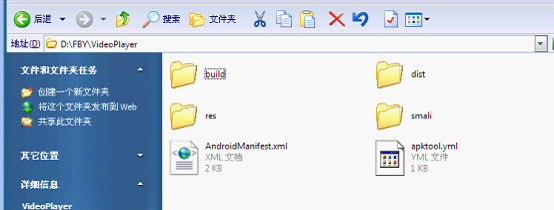 后退 搜索 文件夹
地址(D) D:\FBY\VideoPlayer
文件和文件夹任务
创建一个新文件夹
将这个文件夹发布到 Web
共享此文件夹
其它位置
详细信息
VideoPlayer
build
dist
res
smali
AndroidManifest.xml
XML 文档
2 KB
apktool.yml
YML 文件
1 KB